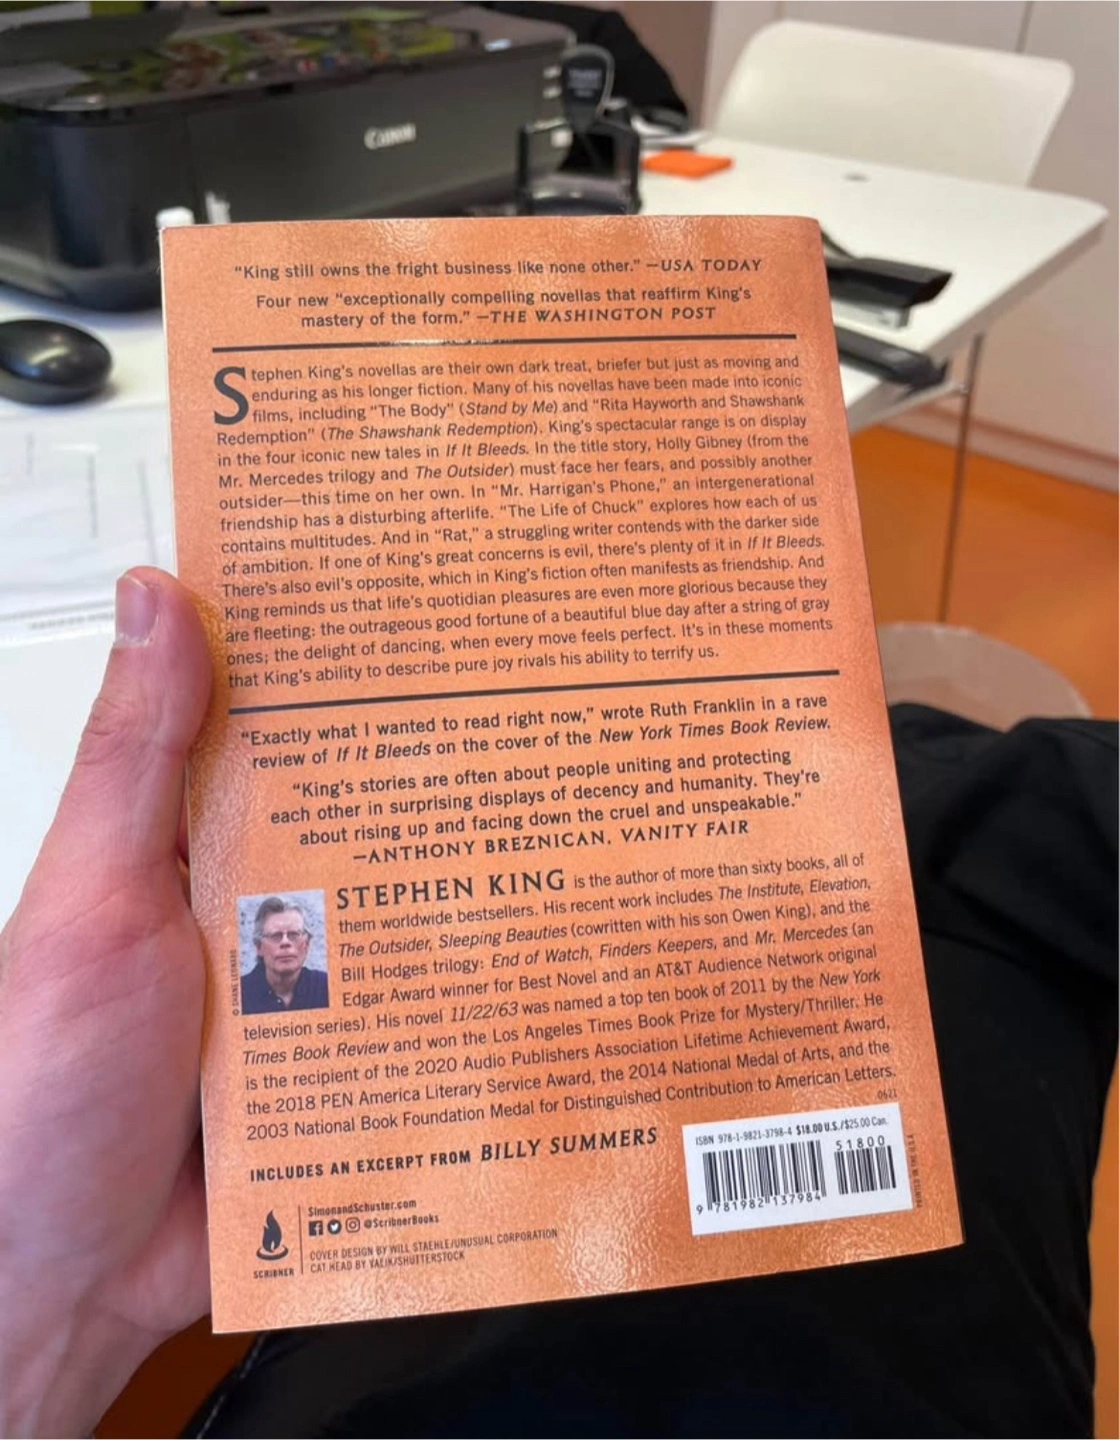 Canon
“King still owns the fright business like none other.” —USA TODAY
Four new “exceptionally compelling novellas that reaffirm King's
mastery of the form.” —THE WASHINGTON POST
Stephen King's novellas are their own dark treat, briefer but just as moving and
enduring as his longer fiction. Many of his novellas have been made into iconic
films, including “The Body” (Stand by Me) and “Rita Hayworth and Shawshank
Redemption” (The Shawshank Redemption). King's spectacular range is on display
in the four iconic new tales in If It Bleeds. In the title story, Holly Gibney (from the
Mr. Mercedes trilogy and The Outsider) must face her fears, and possibly another
outsider—this time on her own. In “Mr. Harrigan's Phone,” an intergenerational
friendship has a disturbing afterlife. “The Life of Chuck” explores how each of us
contains multitudes. And in “Rat,” a struggling writer contends with the darker side
of ambition. If one of King's great concerns is evil, there's plenty of it in If It Bleeds.
There's also evil's opposite, which in King's fiction often manifests as friendship. And
King reminds us that life's quotidian pleasures are even more glorious because they
are fleeting: the outrageous good fortune of a beautiful blue day after a string of gray
ones; the delight of dancing, when every move feels perfect. It's in these moments
that King's ability to describe pure joy rivals his ability to terrify us.
“Exactly what I wanted to read right now,” wrote Ruth Franklin in a rave
review of If It Bleeds on the cover of the New York Times Book Review.
“King's stories are often about people uniting and protecting
each other in surprising displays of decency and humanity. They're
about rising up and facing down the cruel and unspeakable.”
—ANTHONY BREZNICAN, VANITY FAIR
STEPHEN KING is the author of more than sixty books, all of
them worldwide bestsellers. His recent work includes The Institute, Elevation,
The Outsider, Sleeping Beauties (cowritten with his son Owen King), and the
Bill Hodges trilogy: End of Watch, Finders Keepers, and Mr. Mercedes (an
Edgar Award winner for Best Novel and an AT&T Audience Network original
television series). His novel 11/22/63 was named a top ten book of 2011 by the New York
Times Book Review and won the Los Angeles Times Book Prize for Mystery/Thriller. He
is the recipient of the 2020 Audio Publishers Association Lifetime Achievement Award,
the 2018 PEN America Literary Service Award, the 2014 National Medal of Arts, and the
2003 National Book Foundation Medal for Distinguished Contribution to American Letters.
© SHANE LEONARD
0621
INCLUDES AN EXCERPT FROM BILLY SUMMERS
ISBN 978-1-9821-3798-4 $18.00 U.S./$25.00 Can.
51800
9 781982 137984
PRINTED IN THE U.S.A.
SimonandSchuster.com
@ScribnerBooks
SCRIBNER
COVER DESIGN BY WILL STAEHLE/UNUSUAL CORPORATION
CAT HEAD BY VALIK/SHUTTERSTOCK